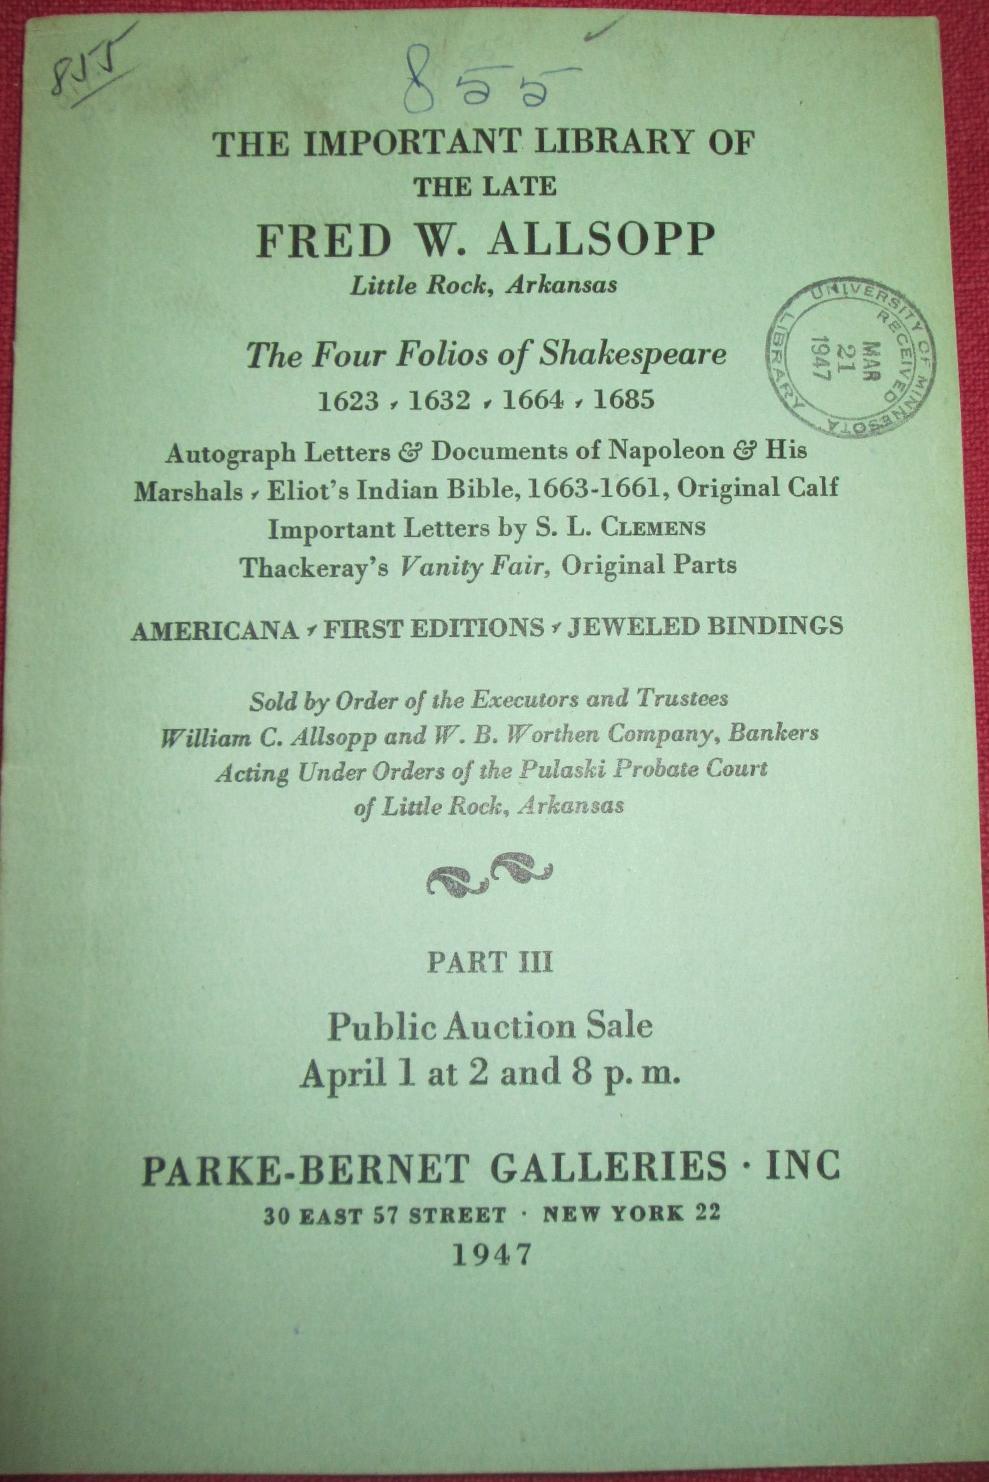 855
855
THE IMPORTANT LIBRARY OF
THE LATE
FRED W. ALLSOPP
Little Rock, Arkansas
The Four Folios of Shakespeare
1623 , 1632 , 1664 , 1685
Autograph Letters & Documents of Napoleon & His
Marshals , Eliot's Indian Bible, 1663-1661, Original Calf
Important Letters by S. L. CLEMENS
Thackeray's Vanity Fair, Original Parts
AMERICANA , FIRST EDITIONS , JEWELED BINDINGS
Sold by Order of the Executors and Trustees
William C. Allsopp and W. B. Worthen Company, Bankers
Acting Under Orders of the Pulaski Probate Court
of Little Rock, Arkansas
PART III
Public Auction Sale
April 1 at 2 and 8 p. m.
PARKE-BERNET GALLERIES · INC
30 EAST 57 STREET · NEW YORK 22
1947
UNIVERSITY OF MINNESOTA
LIBRARY
RECEIVED
MAR
21
1947